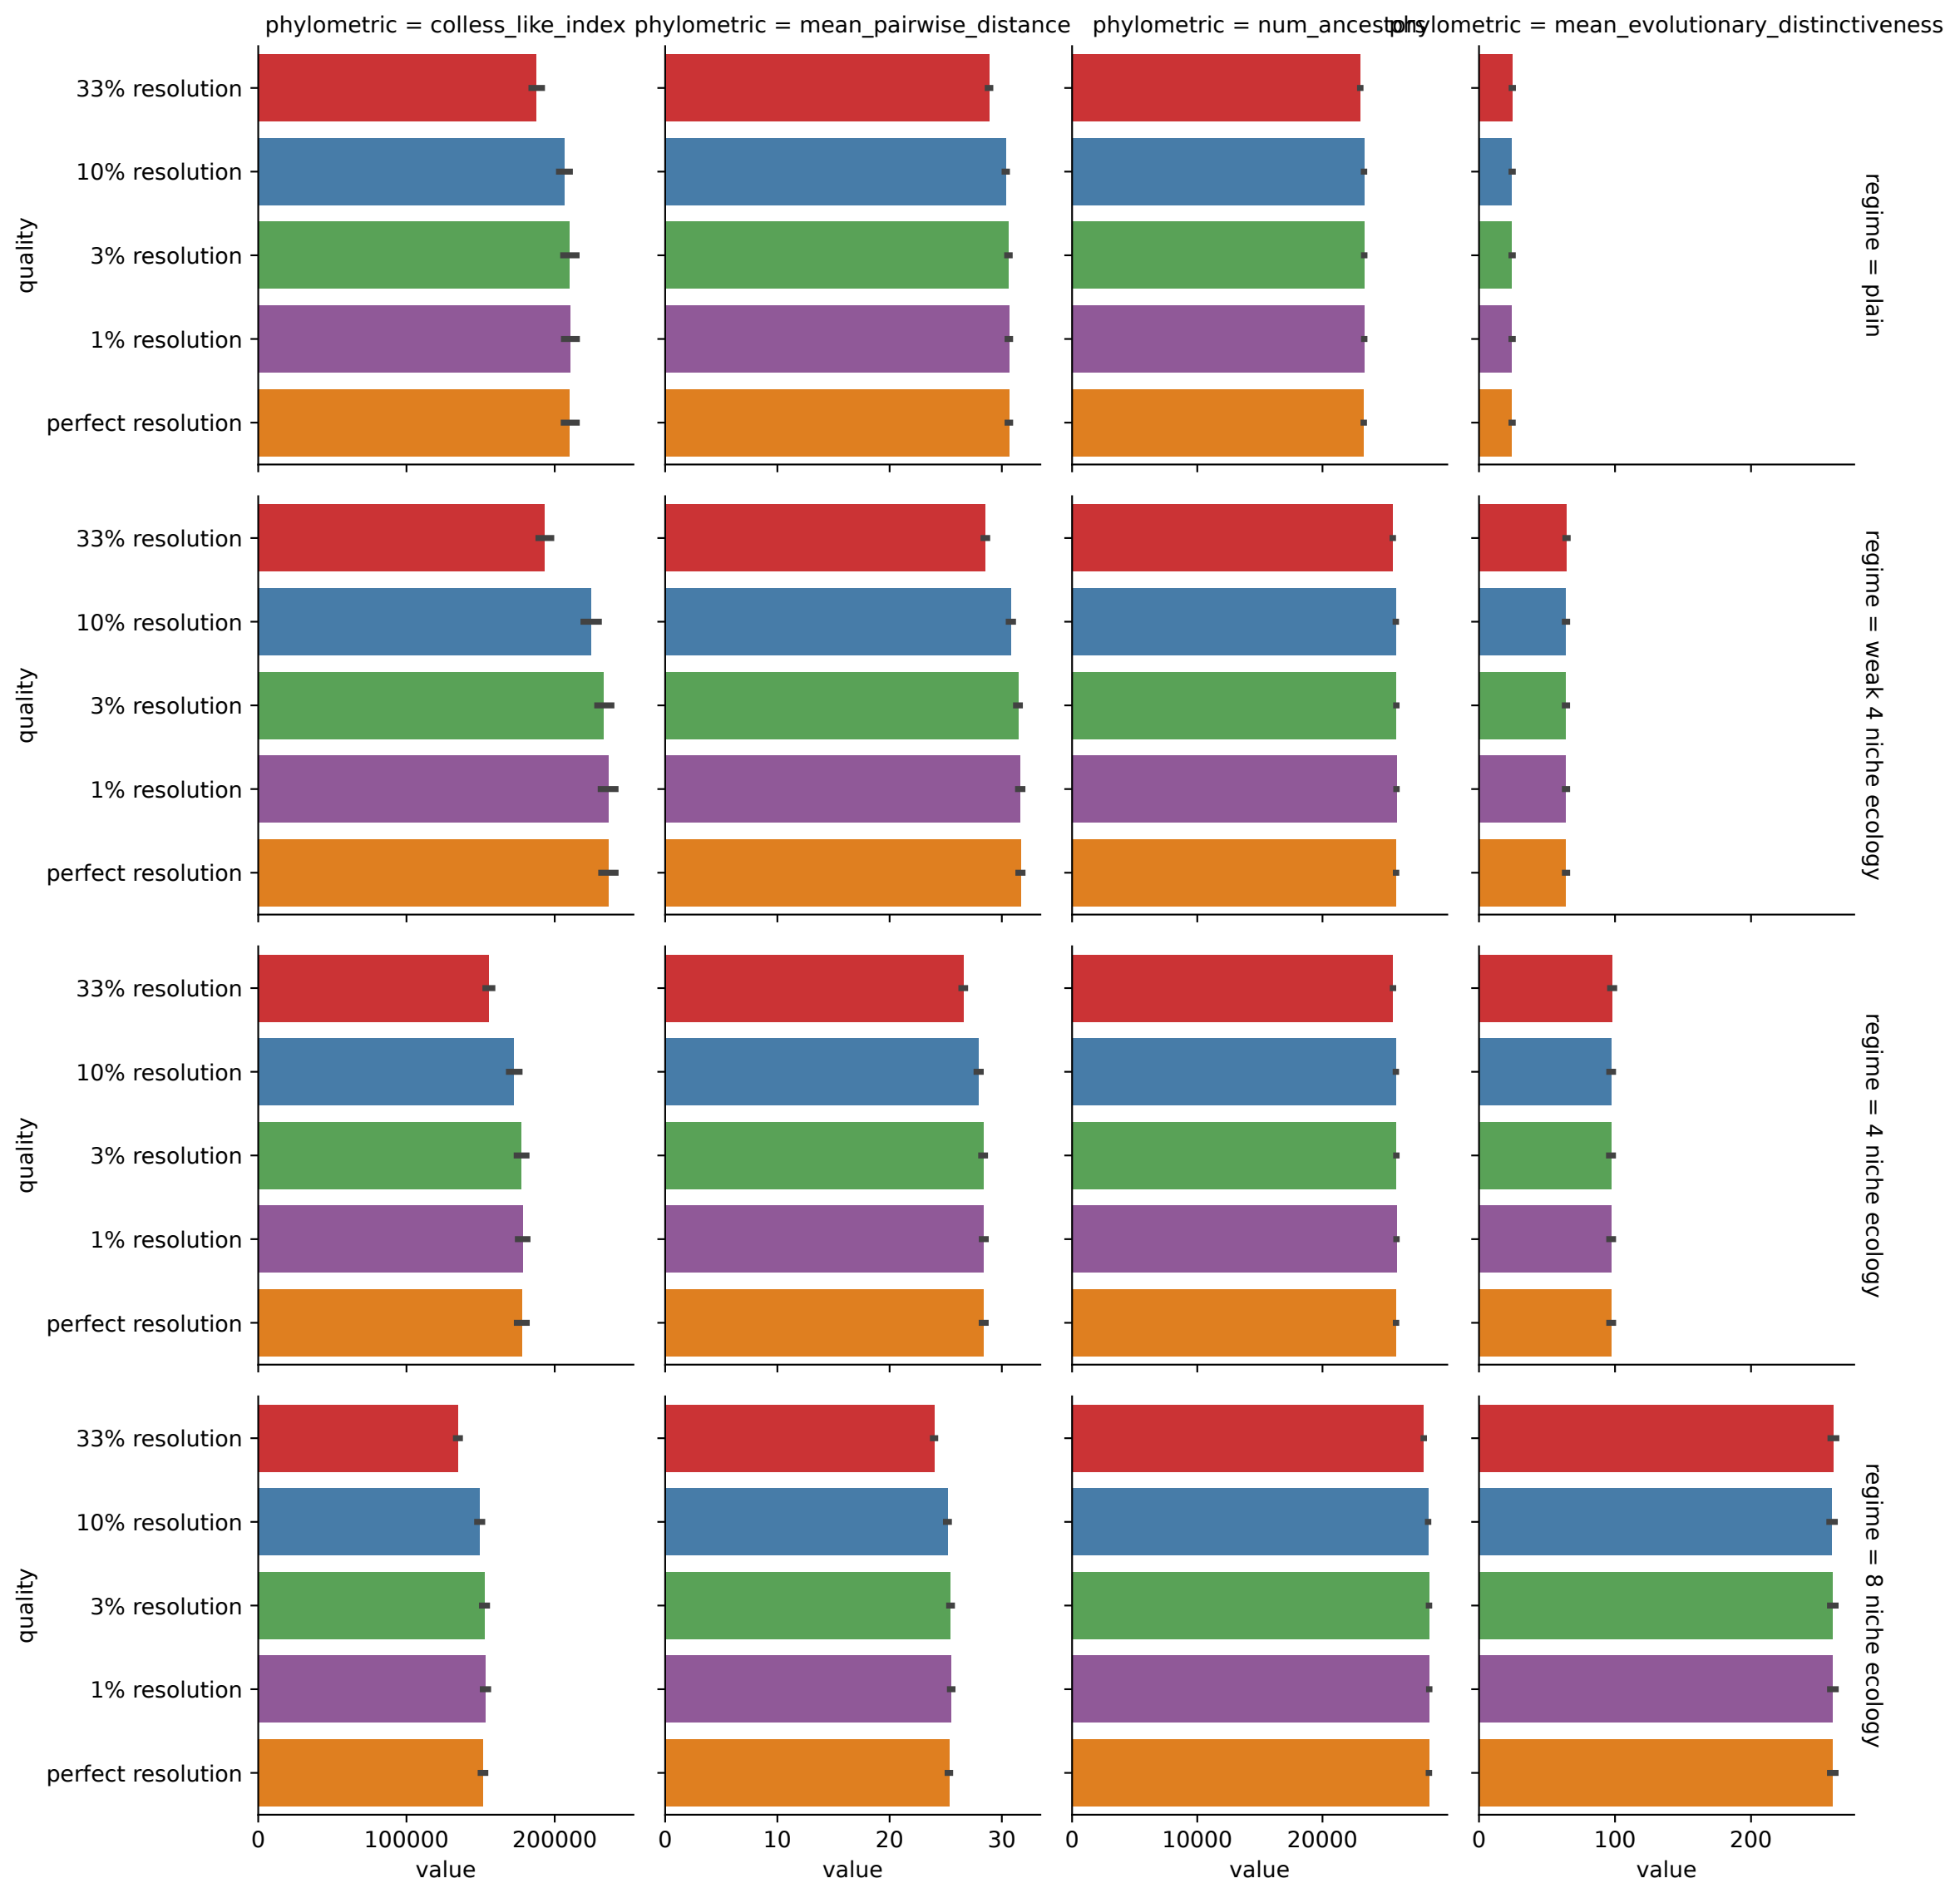 phylometric = colless_like_index
phylometric = mean_pairwise_distance
phylometric = num_ancestors
phylometric = mean_evolutionary_distinctiveness
33% resolution
10% resolution
3% resolution
1% resolution
perfect resolution
quality
regime = plain
33% resolution
10% resolution
3% resolution
1% resolution
perfect resolution
quality
regime = weak 4 niche ecology
33% resolution
10% resolution
3% resolution
1% resolution
perfect resolution
quality
regime = 4 niche ecology
33% resolution
10% resolution
3% resolution
1% resolution
perfect resolution
quality
regime = 8 niche ecology
0 100000 200000
0 10 20 30
0 10000 20000
0 100 200
value
value
value
value